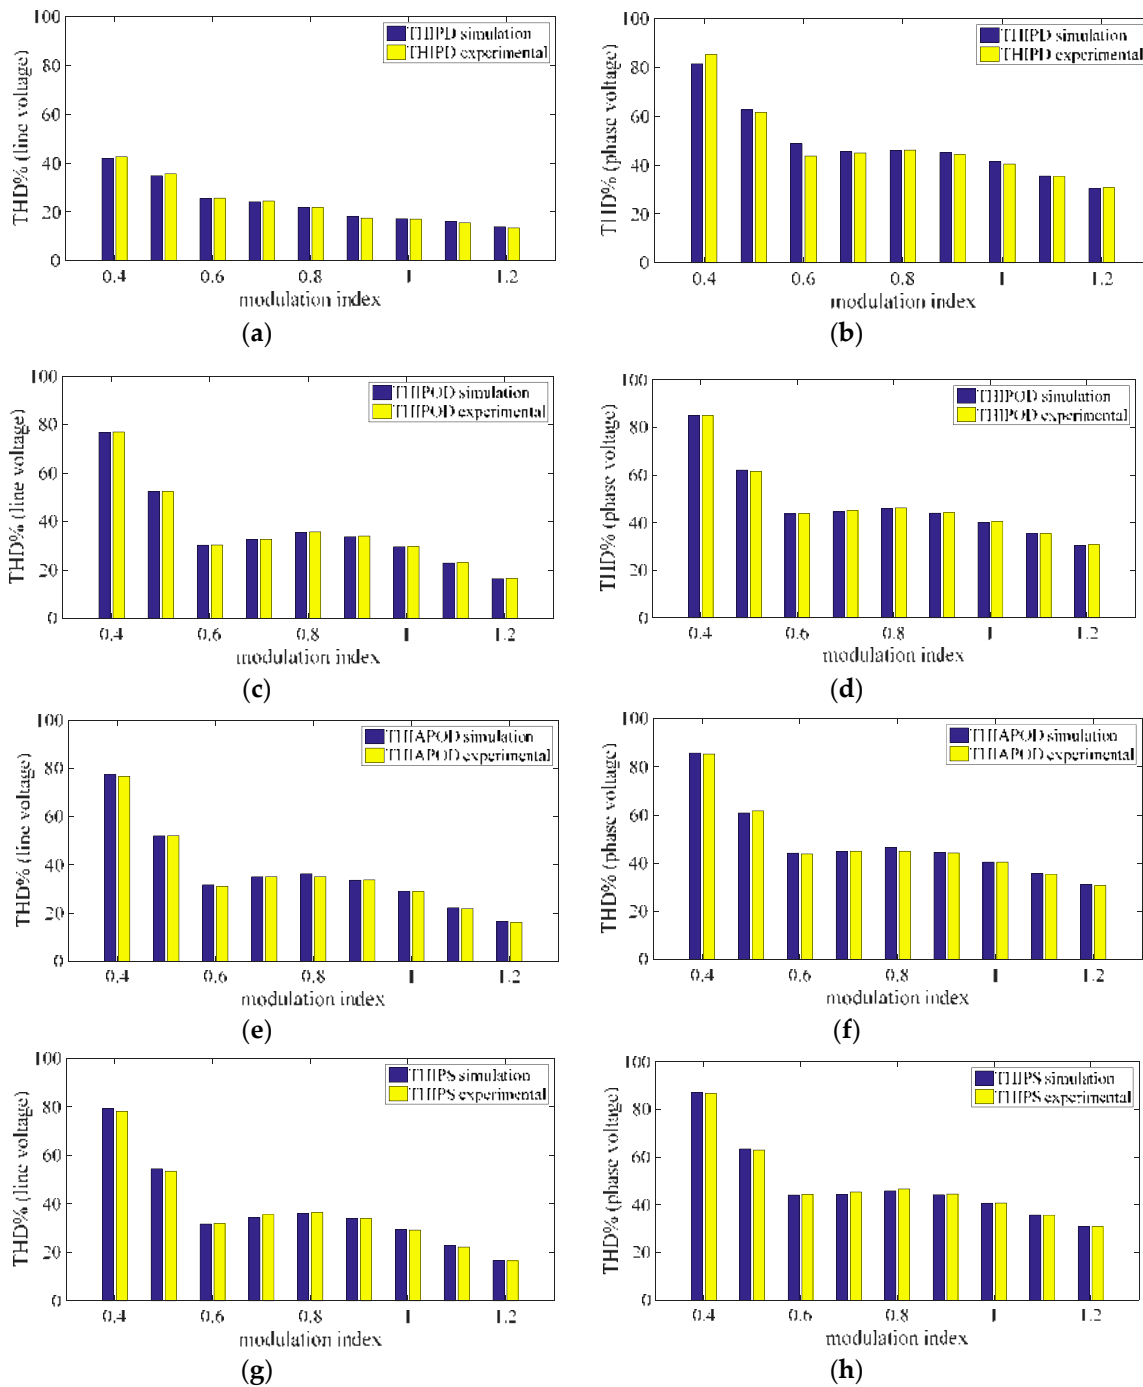 100
80
60
40
20
0
THD% (line voltage)
THIPD simulation
THIPD experimental
0.4 0.6 0.8 1 1.2
modulation index
(a)
100
80
60
40
20
0
THD% (phase voltage)
THIPD simulation
THIPD experimental
0.4 0.6 0.8 1 1.2
modulation index
(b)
100
80
60
40
20
0
THD% (line voltage)
THIPOD simulation
THIPOD experimental
0.4 0.6 0.8 1 1.2
modulation index
(c)
100
80
60
40
20
0
THD% (phase voltage)
THIPOD simulation
THIPOD experimental
0.4 0.6 0.8 1 1.2
modulation index
(d)
100
80
60
40
20
0
THD% (line voltage)
THIAPOD simulation
THIAPOD experimental
0.4 0.6 0.8 1 1.2
modulation index
(e)
100
80
60
40
20
0
THD% (phase voltage)
THIAPOD simulation
THIAPOD experimental
0.4 0.6 0.8 1 1.2
modulation index
(f)
100
80
60
40
20
0
THD% (line voltage)
THIPS simulation
THIPS experimental
0.4 0.6 0.8 1 1.2
modulation index
(g)
100
80
60
40
20
0
THD% (phase voltage)
THIPS simulation
THIPS experimental
0.4 0.6 0.8 1 1.2
modulation index
(h)